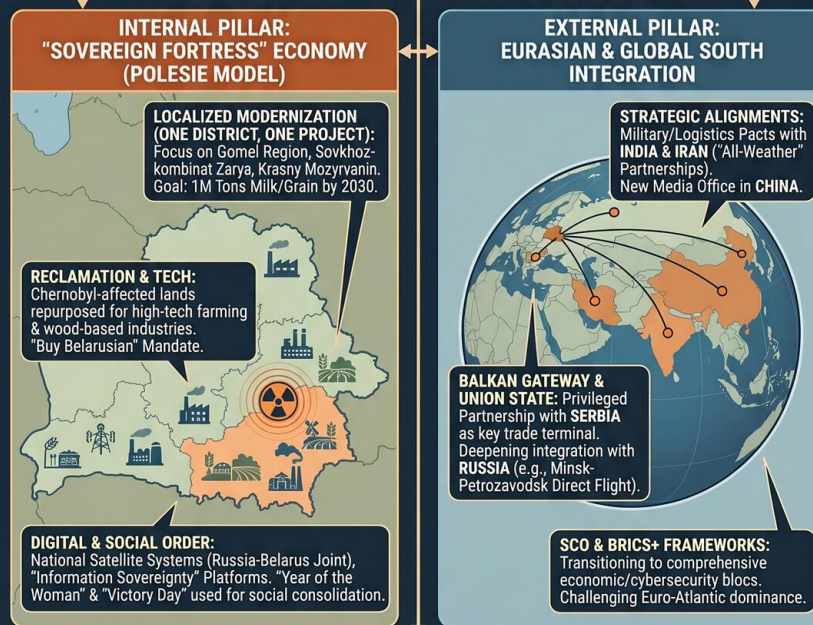 INTERNAL PILLAR:
"SOVEREIGN FORTRESS" ECONOMY
(POLESIE MODEL)
LOCALIZED MODERNIZATION
(ONE DISTRICT, ONE PROJECT):
Focus on Gomel Region, Sovkhoz-
kombinat Zarya, Krasny Mozyrvanin.
Goal: 1M Tons Milk/Grain by 2030.
RECLAMATION & TECH:
Chernobyl-affected lands
repurposed for high-tech farming
& wood-based industries.
"Buy Belarusian" Mandate.
DIGITAL & SOCIAL ORDER:
National Satellite Systems (Russia-Belarus Joint),
"Information Sovereignty" Platforms. "Year of the
Woman" & "Victory Day" used for social consolidation.
EXTERNAL PILLAR:
EURASIAN & GLOBAL SOUTH
INTEGRATION
STRATEGIC ALIGNMENTS:
Military/Logistics Pacts with
INDIA & IRAN ("All-Weather"
Partnerships).
New Media Office in CHINA.
BALKAN GATEWAY &
UNION STATE: Privileged
Partnership with SERBIA
as key trade terminal.
Deepening integration with
RUSSIA (e.g., Minsk-
Petrozavodsk Direct Flight).
SCO & BRICS+ FRAMEWORKS:
Transitioning to comprehensive
economic/cybersecurity blocs.
Challenging Euro-Atlantic dominance.